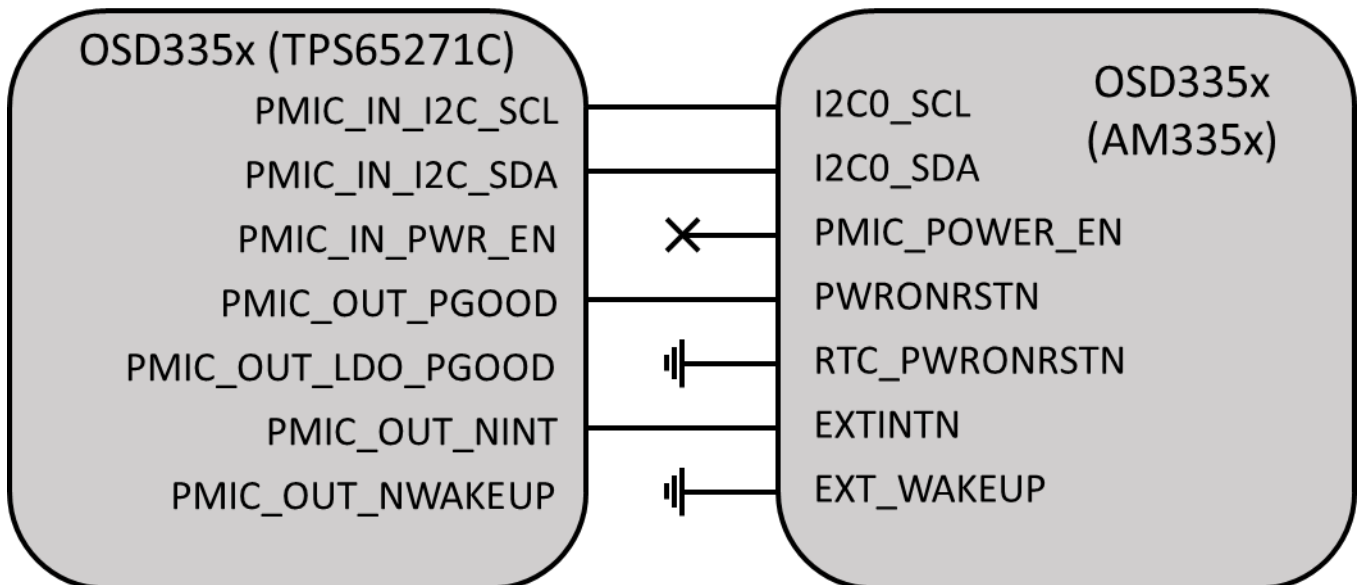 OSD335x (TPS65271C)
PMIC_IN_I2C_SCL
PMIC_IN_I2C_SDA
PMIC_IN_PWR_EN
PMIC_OUT_PGOOD
PMIC_OUT_LDO_PGOOD
PMIC_OUT_NINT
PMIC_OUT_NWAKEUP
OSD335x
(AM335x)
I2C0_SCL
I2C0_SDA
PMIC_POWER_EN
PWRONRSTN
RTC_PWRONRSTN
EXTINTN
EXT_WAKEUP